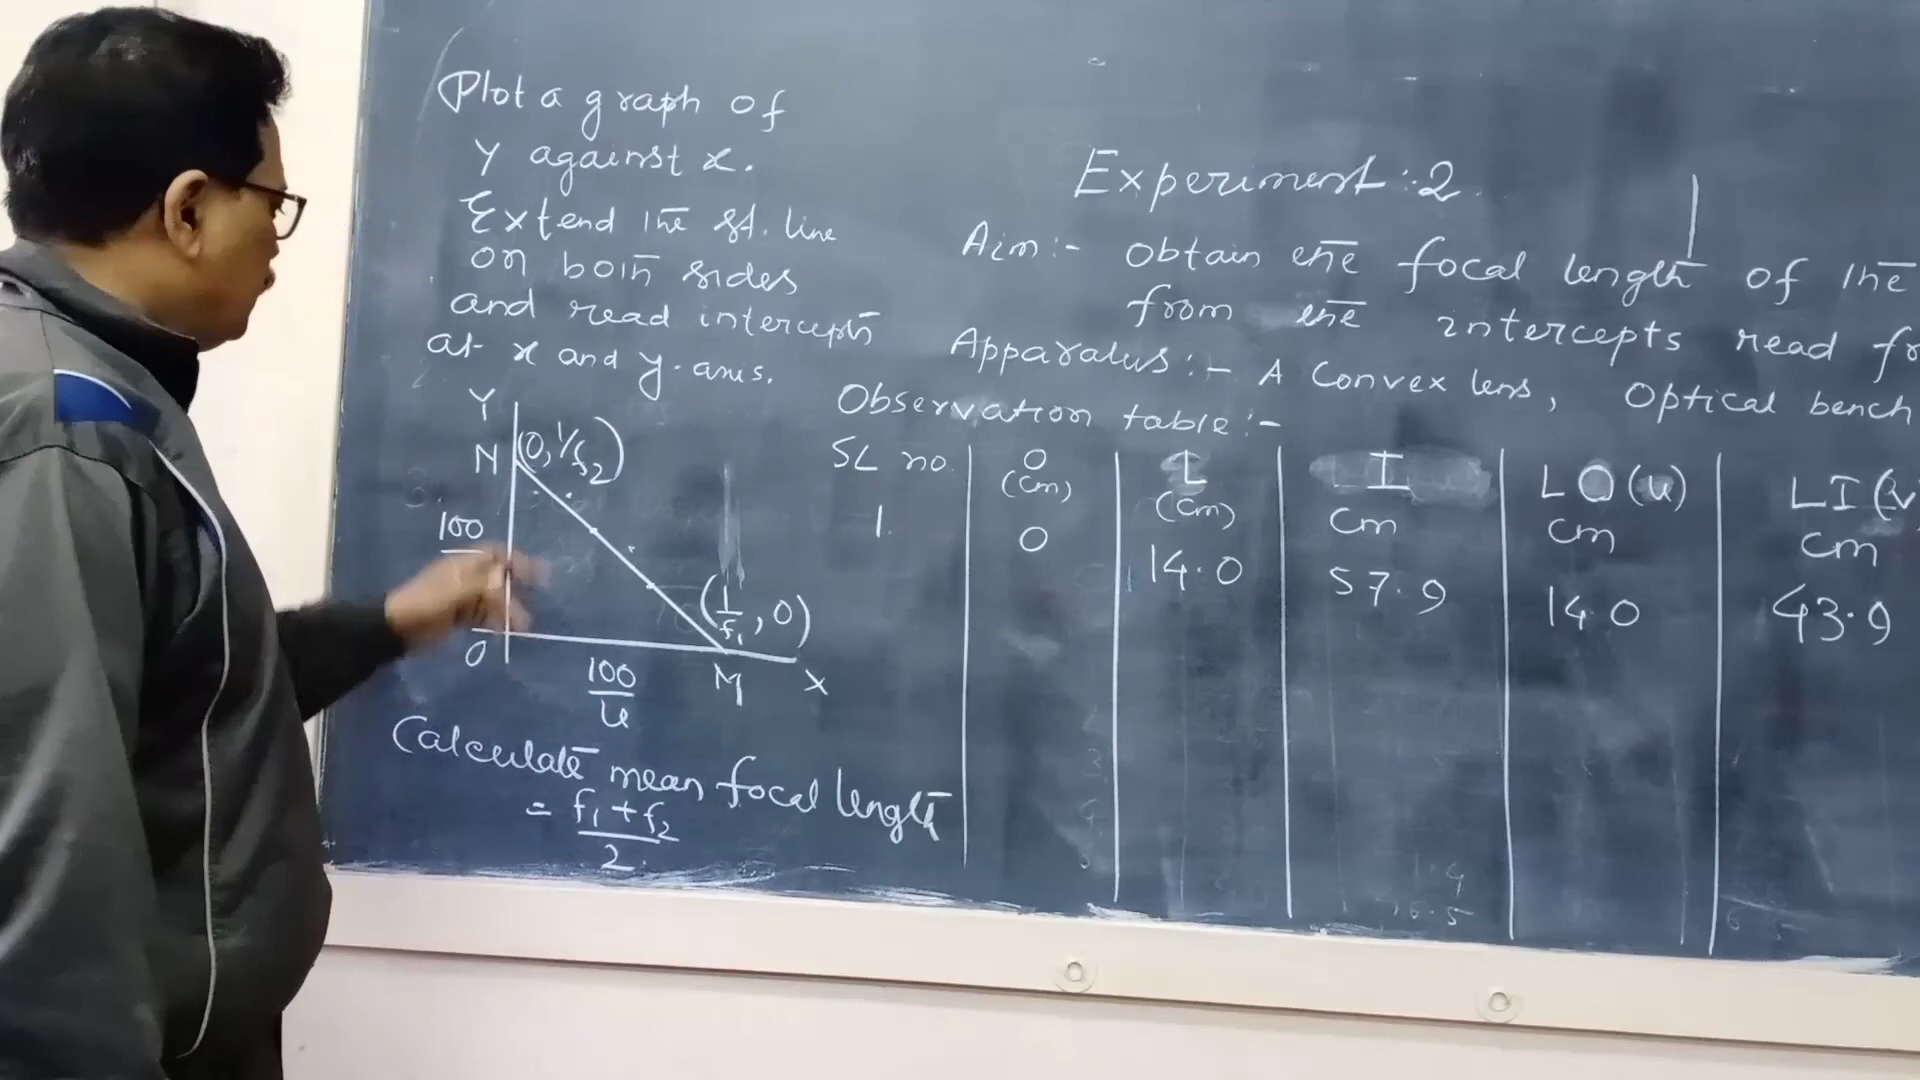 Plot a graph of
Y against x.
Extend the st. line
on both sides
and read intercepts
at x and y-axis.
Y
N (0, 1/f2)
100
(1/f1, 0)
O
M
X
100
u
Calculate mean focal length
= f1 + f2
2.
Experiment :2
Aim:- Obtain the focal length of the
from the intercepts read
Apparatus:- A Convex lens, Optical bench
Observation table:-
SL no. O (cm) L (cm) I cm LO(u) cm LI(v cm
1. 0 14.0 57.9 14.0 43.9